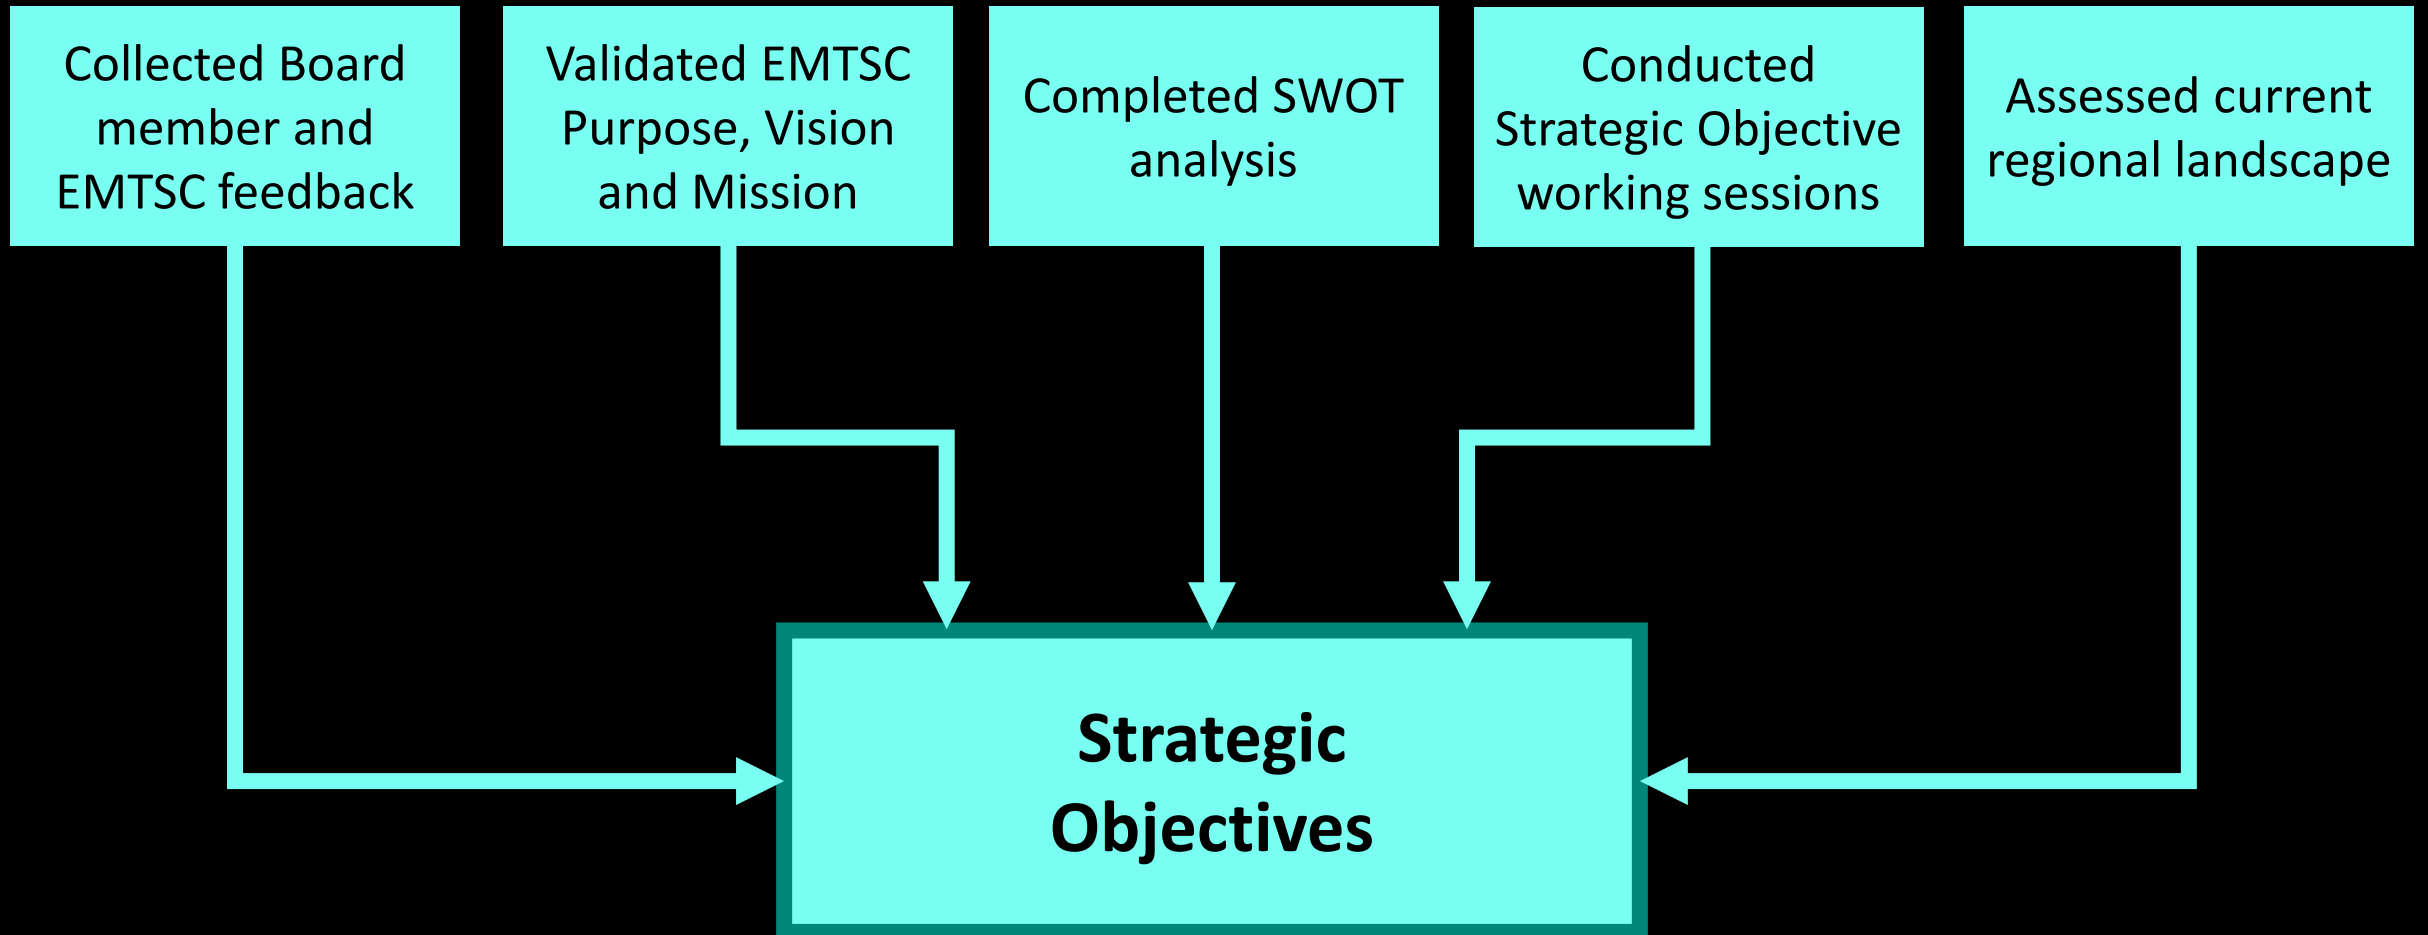 Collected Board
member and
EMTSC feedback
Validated EMTSC
Purpose, Vision
and Mission
Completed SWOT
analysis
Conducted
Strategic Objective
working sessions
Assessed current
regional landscape
Strategic
Objectives